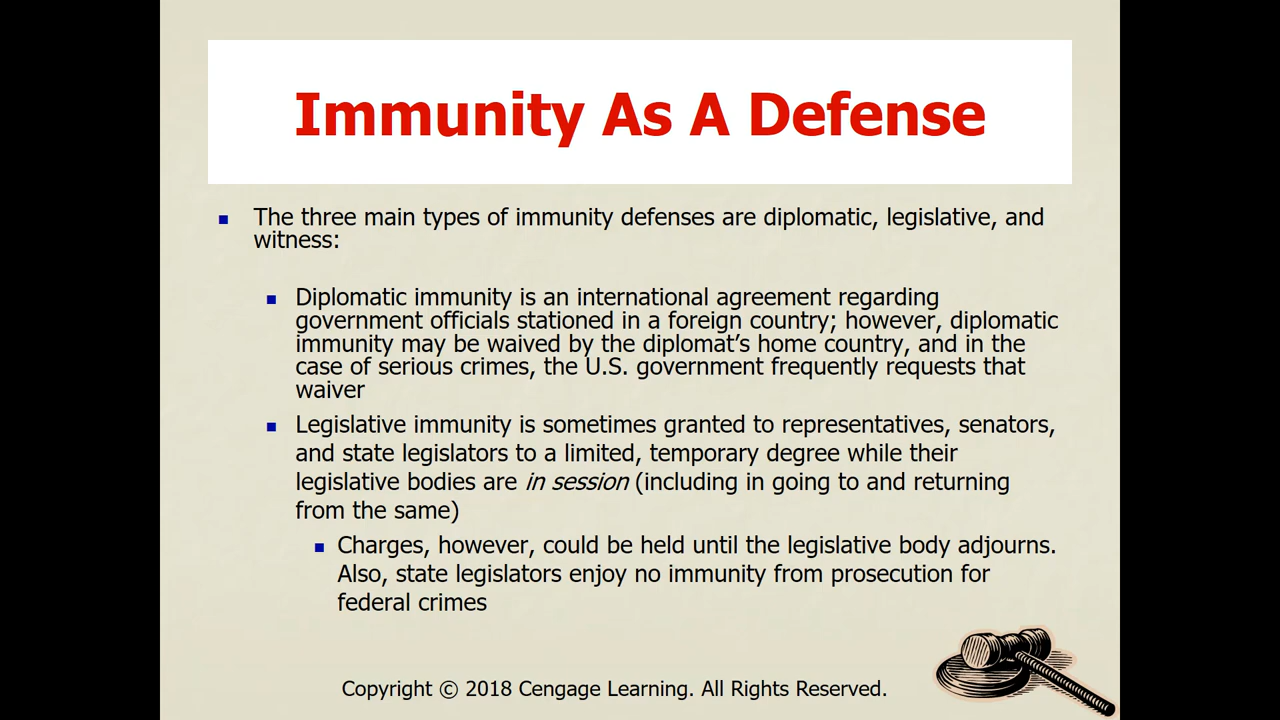 Immunity As A Defense
The three main types of immunity defenses are diplomatic, legislative, and
witness:
Diplomatic immunity is an international agreement regarding
government officials stationed in a foreign country; however, diplomatic
immunity may be waived by the diplomat’s home country, and in the
case of serious crimes, the U.S. government frequently requests that
waiver
Legislative immunity is sometimes granted to representatives, senators,
and state legislators to a limited, temporary degree while their
legislative bodies are in session (including in going to and returning
from the same)
Charges, however, could be held until the legislative body adjourns.
Also, state legislators enjoy no immunity from prosecution for
federal crimes
Copyright © 2018 Cengage Learning. All Rights Reserved.